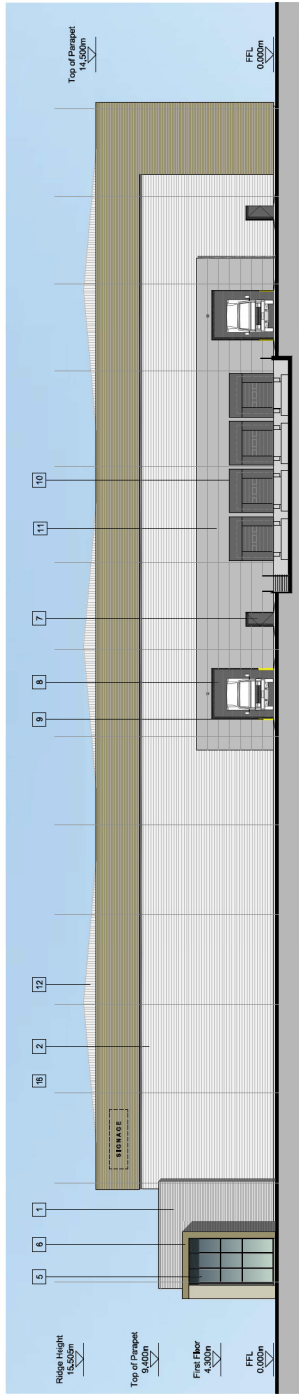 Ridge Height
15,505m
Top of Parapet
9,400m
First Floor
4,300m
FFL
0.000m
5
6
1
16
2
12
9
8
7
11
10
SIGNAGE
Top of Parapet
14,500m
FFL
0.000m